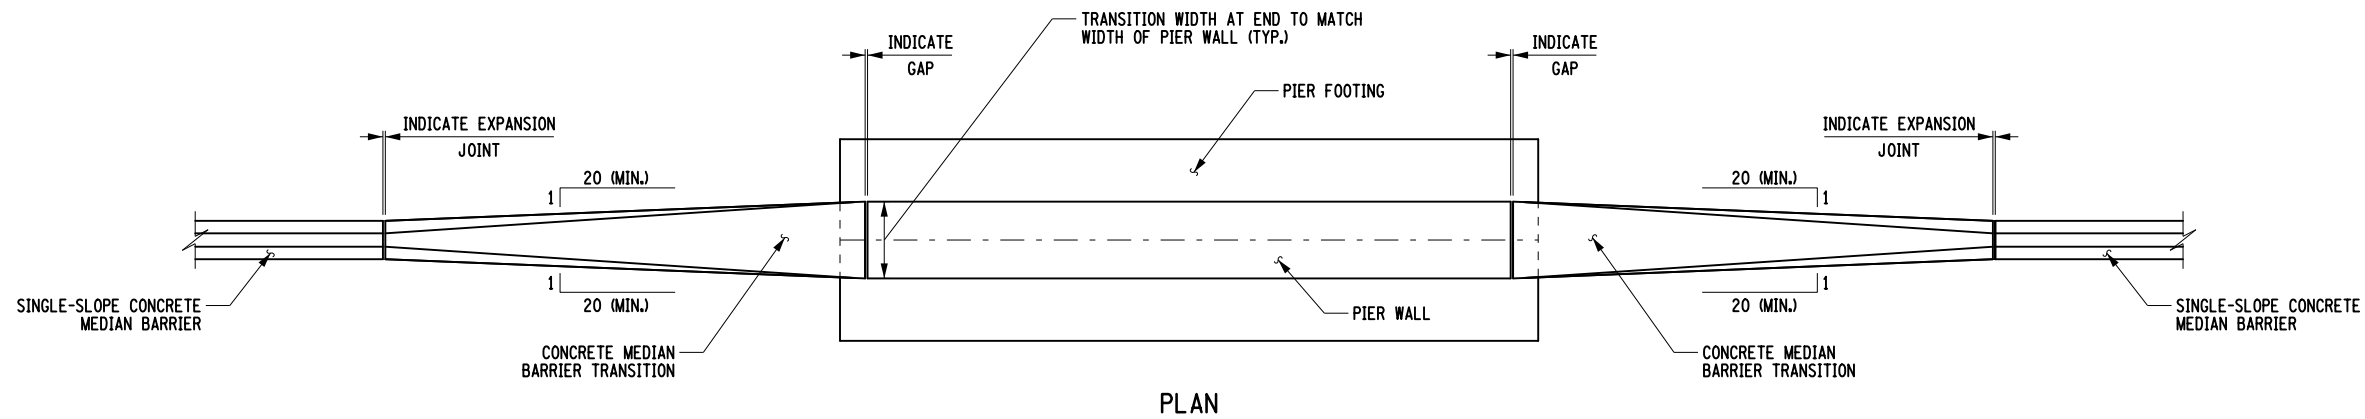 TRANSITION WIDTH AT END TO MATCH
WIDTH OF PIER WALL (TYP.)
INDICATE
GAP
INDICATE
GAP
PIER FOOTING
INDICATE EXPANSION
JOINT
INDICATE EXPANSION
JOINT
20 (MIN.)
1
20 (MIN.)
1
1
20 (MIN.)
1
20 (MIN.)
SINGLE-SLOPE CONCRETE
MEDIAN BARRIER
PIER WALL
SINGLE-SLOPE CONCRETE
MEDIAN BARRIER
CONCRETE MEDIAN
BARRIER TRANSITION
CONCRETE MEDIAN
BARRIER TRANSITION
PLAN